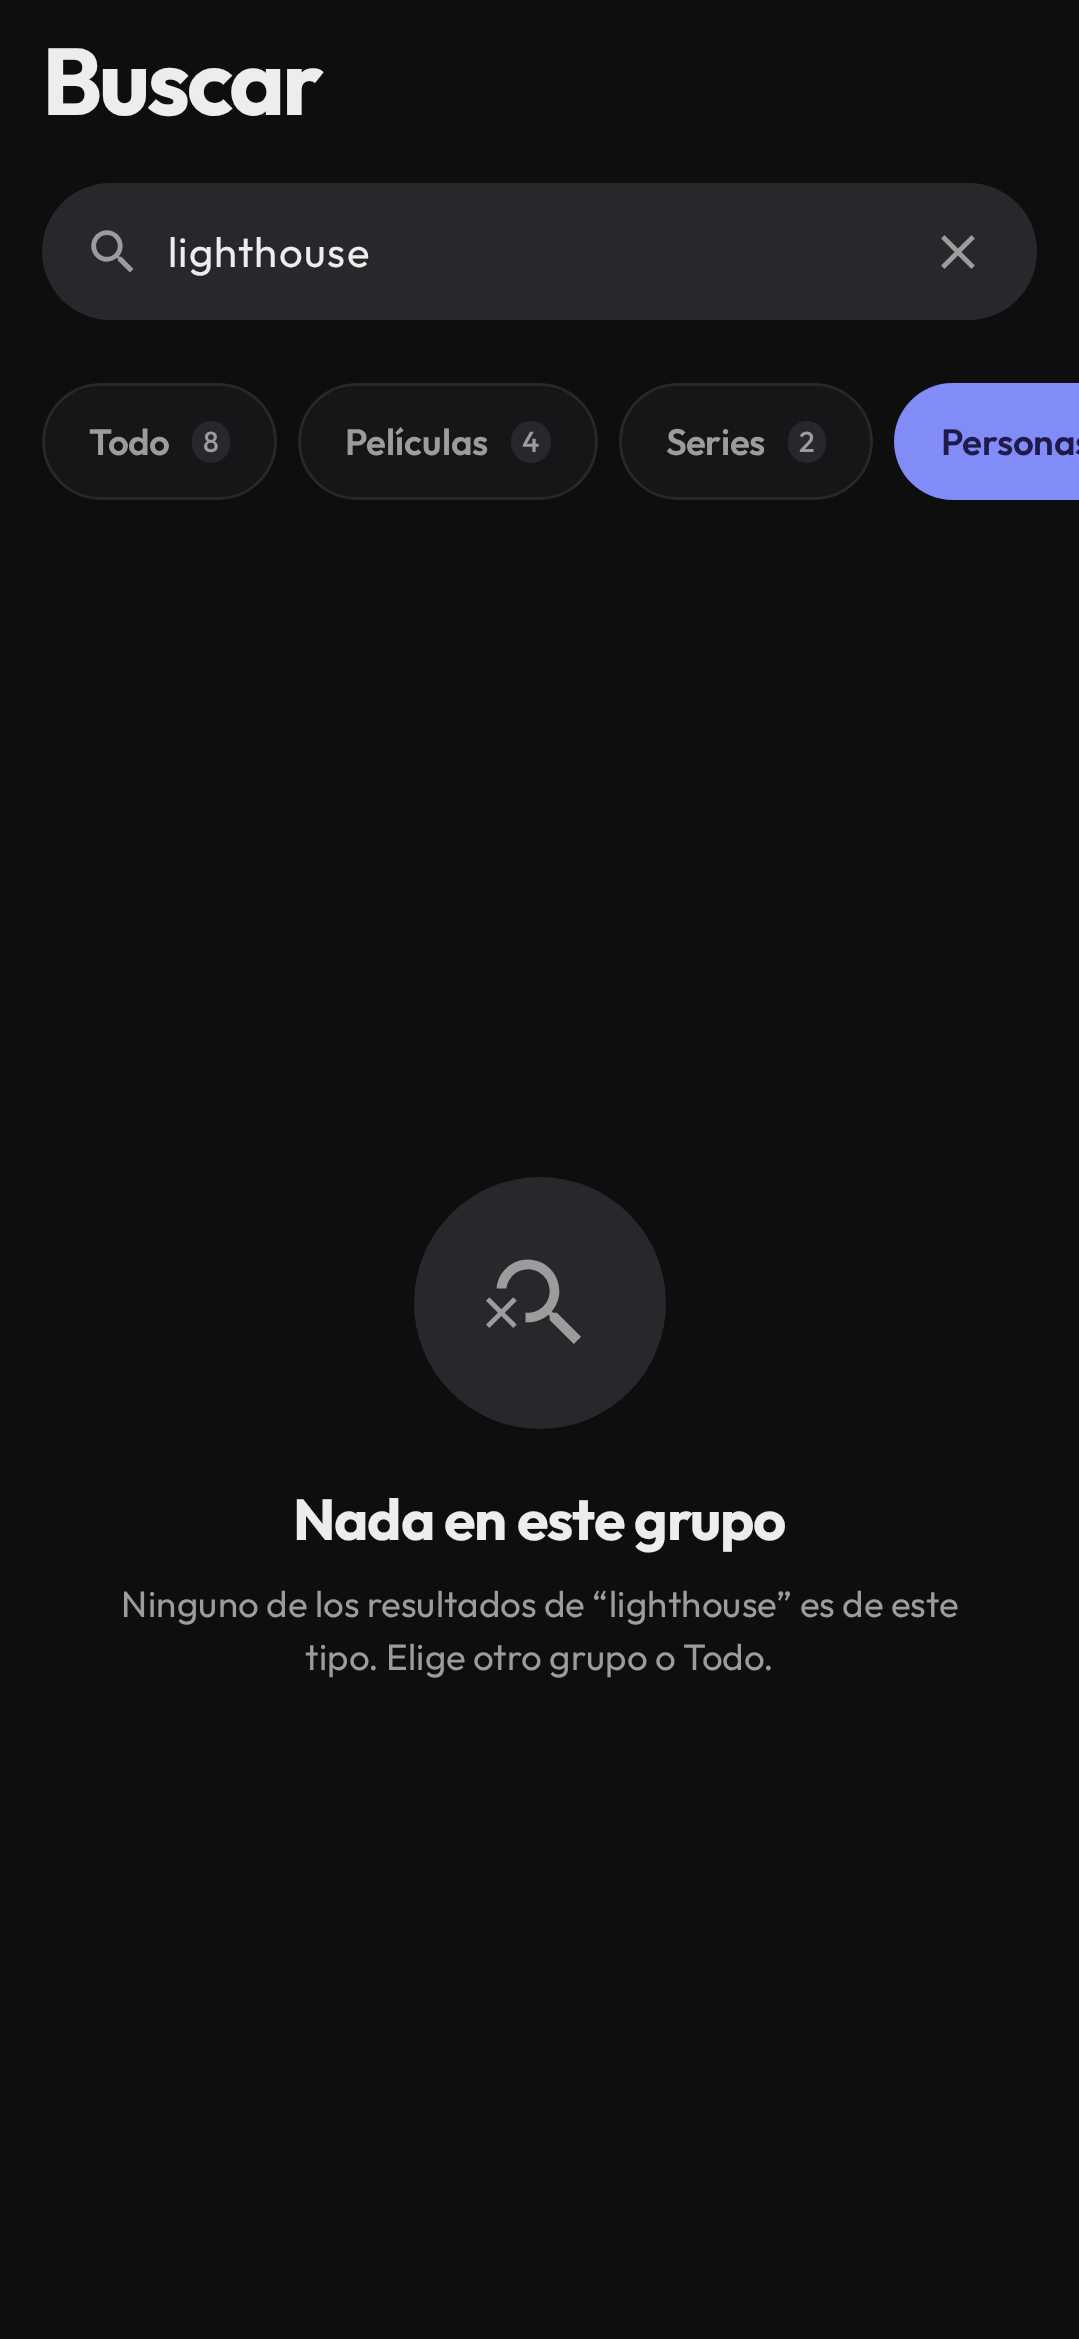 Buscar
lighthouse
Todo 8 Películas 4 Series 2 Personas
Nada en este grupo
Ninguno de los resultados de “lighthouse” es de este
tipo. Elige otro grupo o Todo.